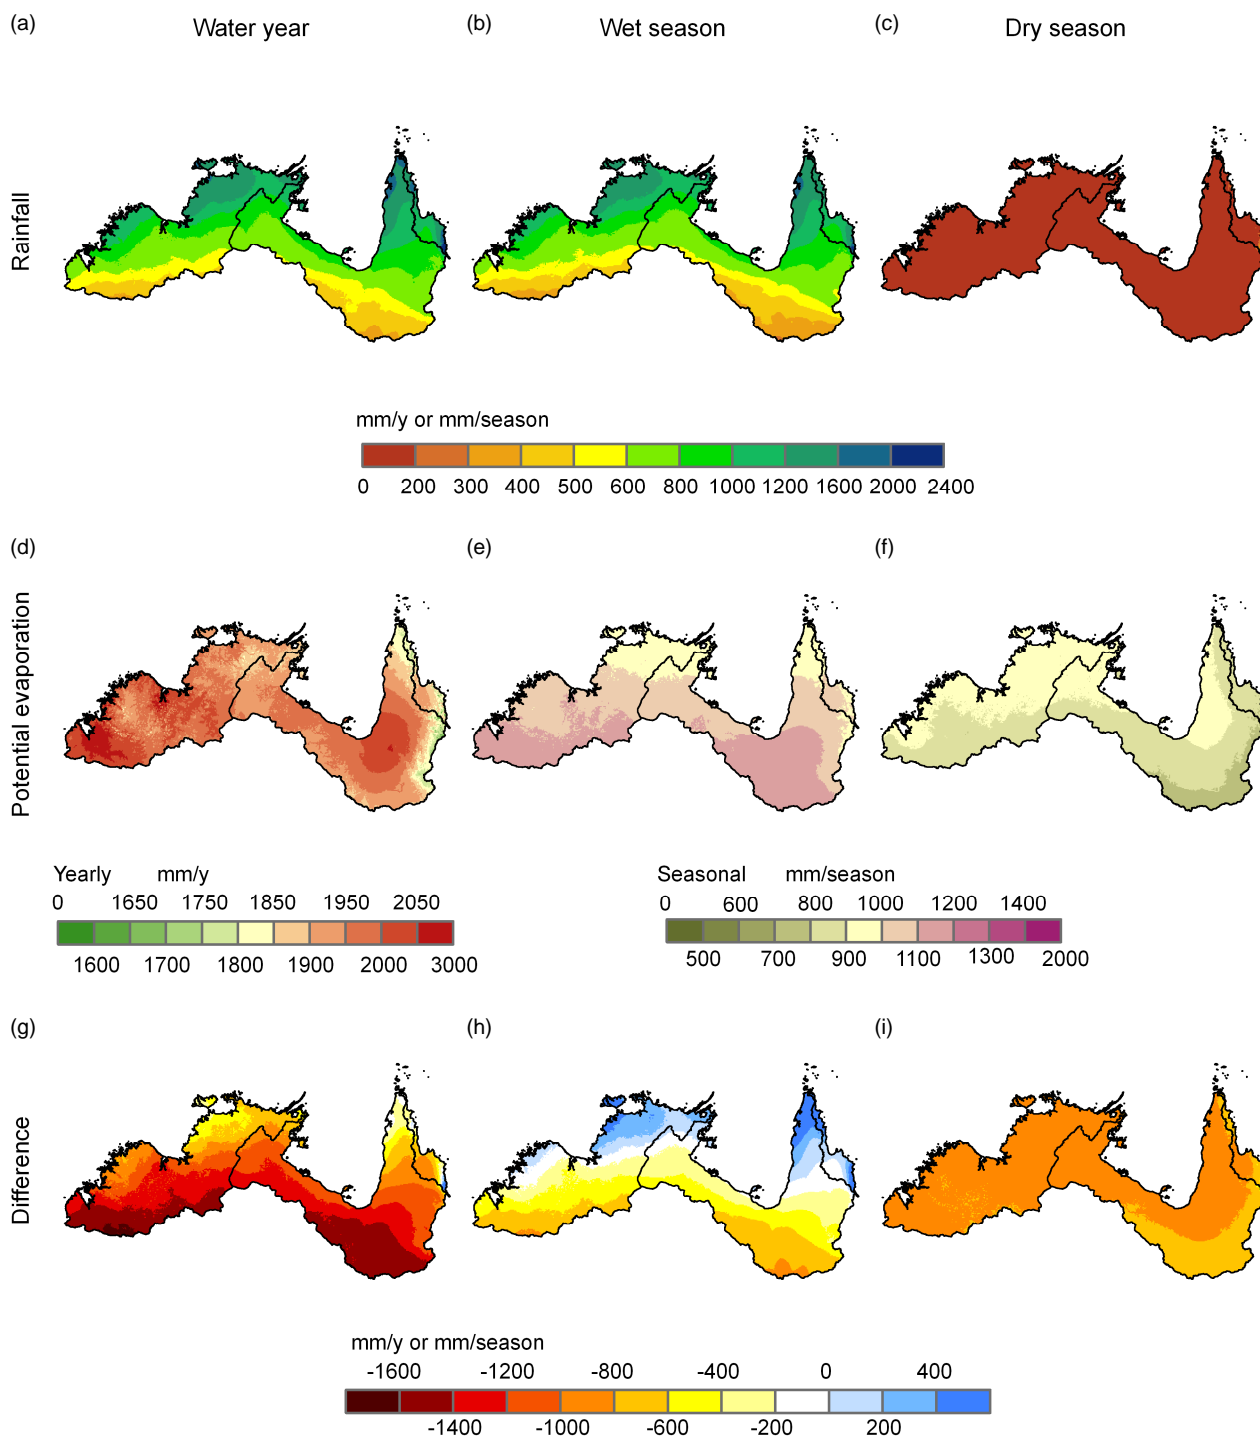 (a) Water year (b) Wet season (c) Dry season
Rainfall
mm/y or mm/season
0 200 300 400 500 600 800 1000 1200 1600 2000 2400
(d) (e) (f)
Potential evaporation
Yearly mm/y
0 1650 1750 1850 1950 2050
1600 1700 1800 1900 2000 3000
Seasonal mm/season
0 600 800 1000 1200 1400
500 700 900 1100 1300 2000
(g) (h) (i)
Difference
mm/y or mm/season
-1600 -1200 -800 -400 0 400
-1400 -1000 -600 -200 200